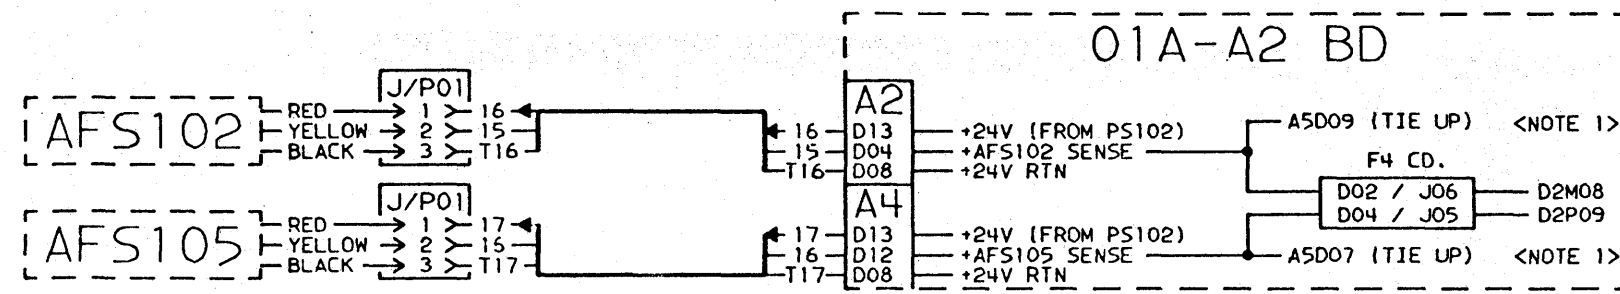 01A-A2 BD
AFS102
J/P01
RED 1 16
YELLOW 2 15
BLACK 3 T16
A2
16 D13 +24V (FROM PS102)
15 D04 +AFS102 SENSE
T16 D08 +24V RTN
A5D09 (TIE UP) <NOTE 1>
F4 CD.
D02 / J06 D2M08
D04 / J05 D2P09
AFS105
J/P01
RED 1 17
YELLOW 2 16
BLACK 3 T17
A4
17 D13 +24V (FROM PS102)
16 D12 +AFS105 SENSE
T17 D08 +24V RTN
A5D07 (TIE UP) <NOTE 1>